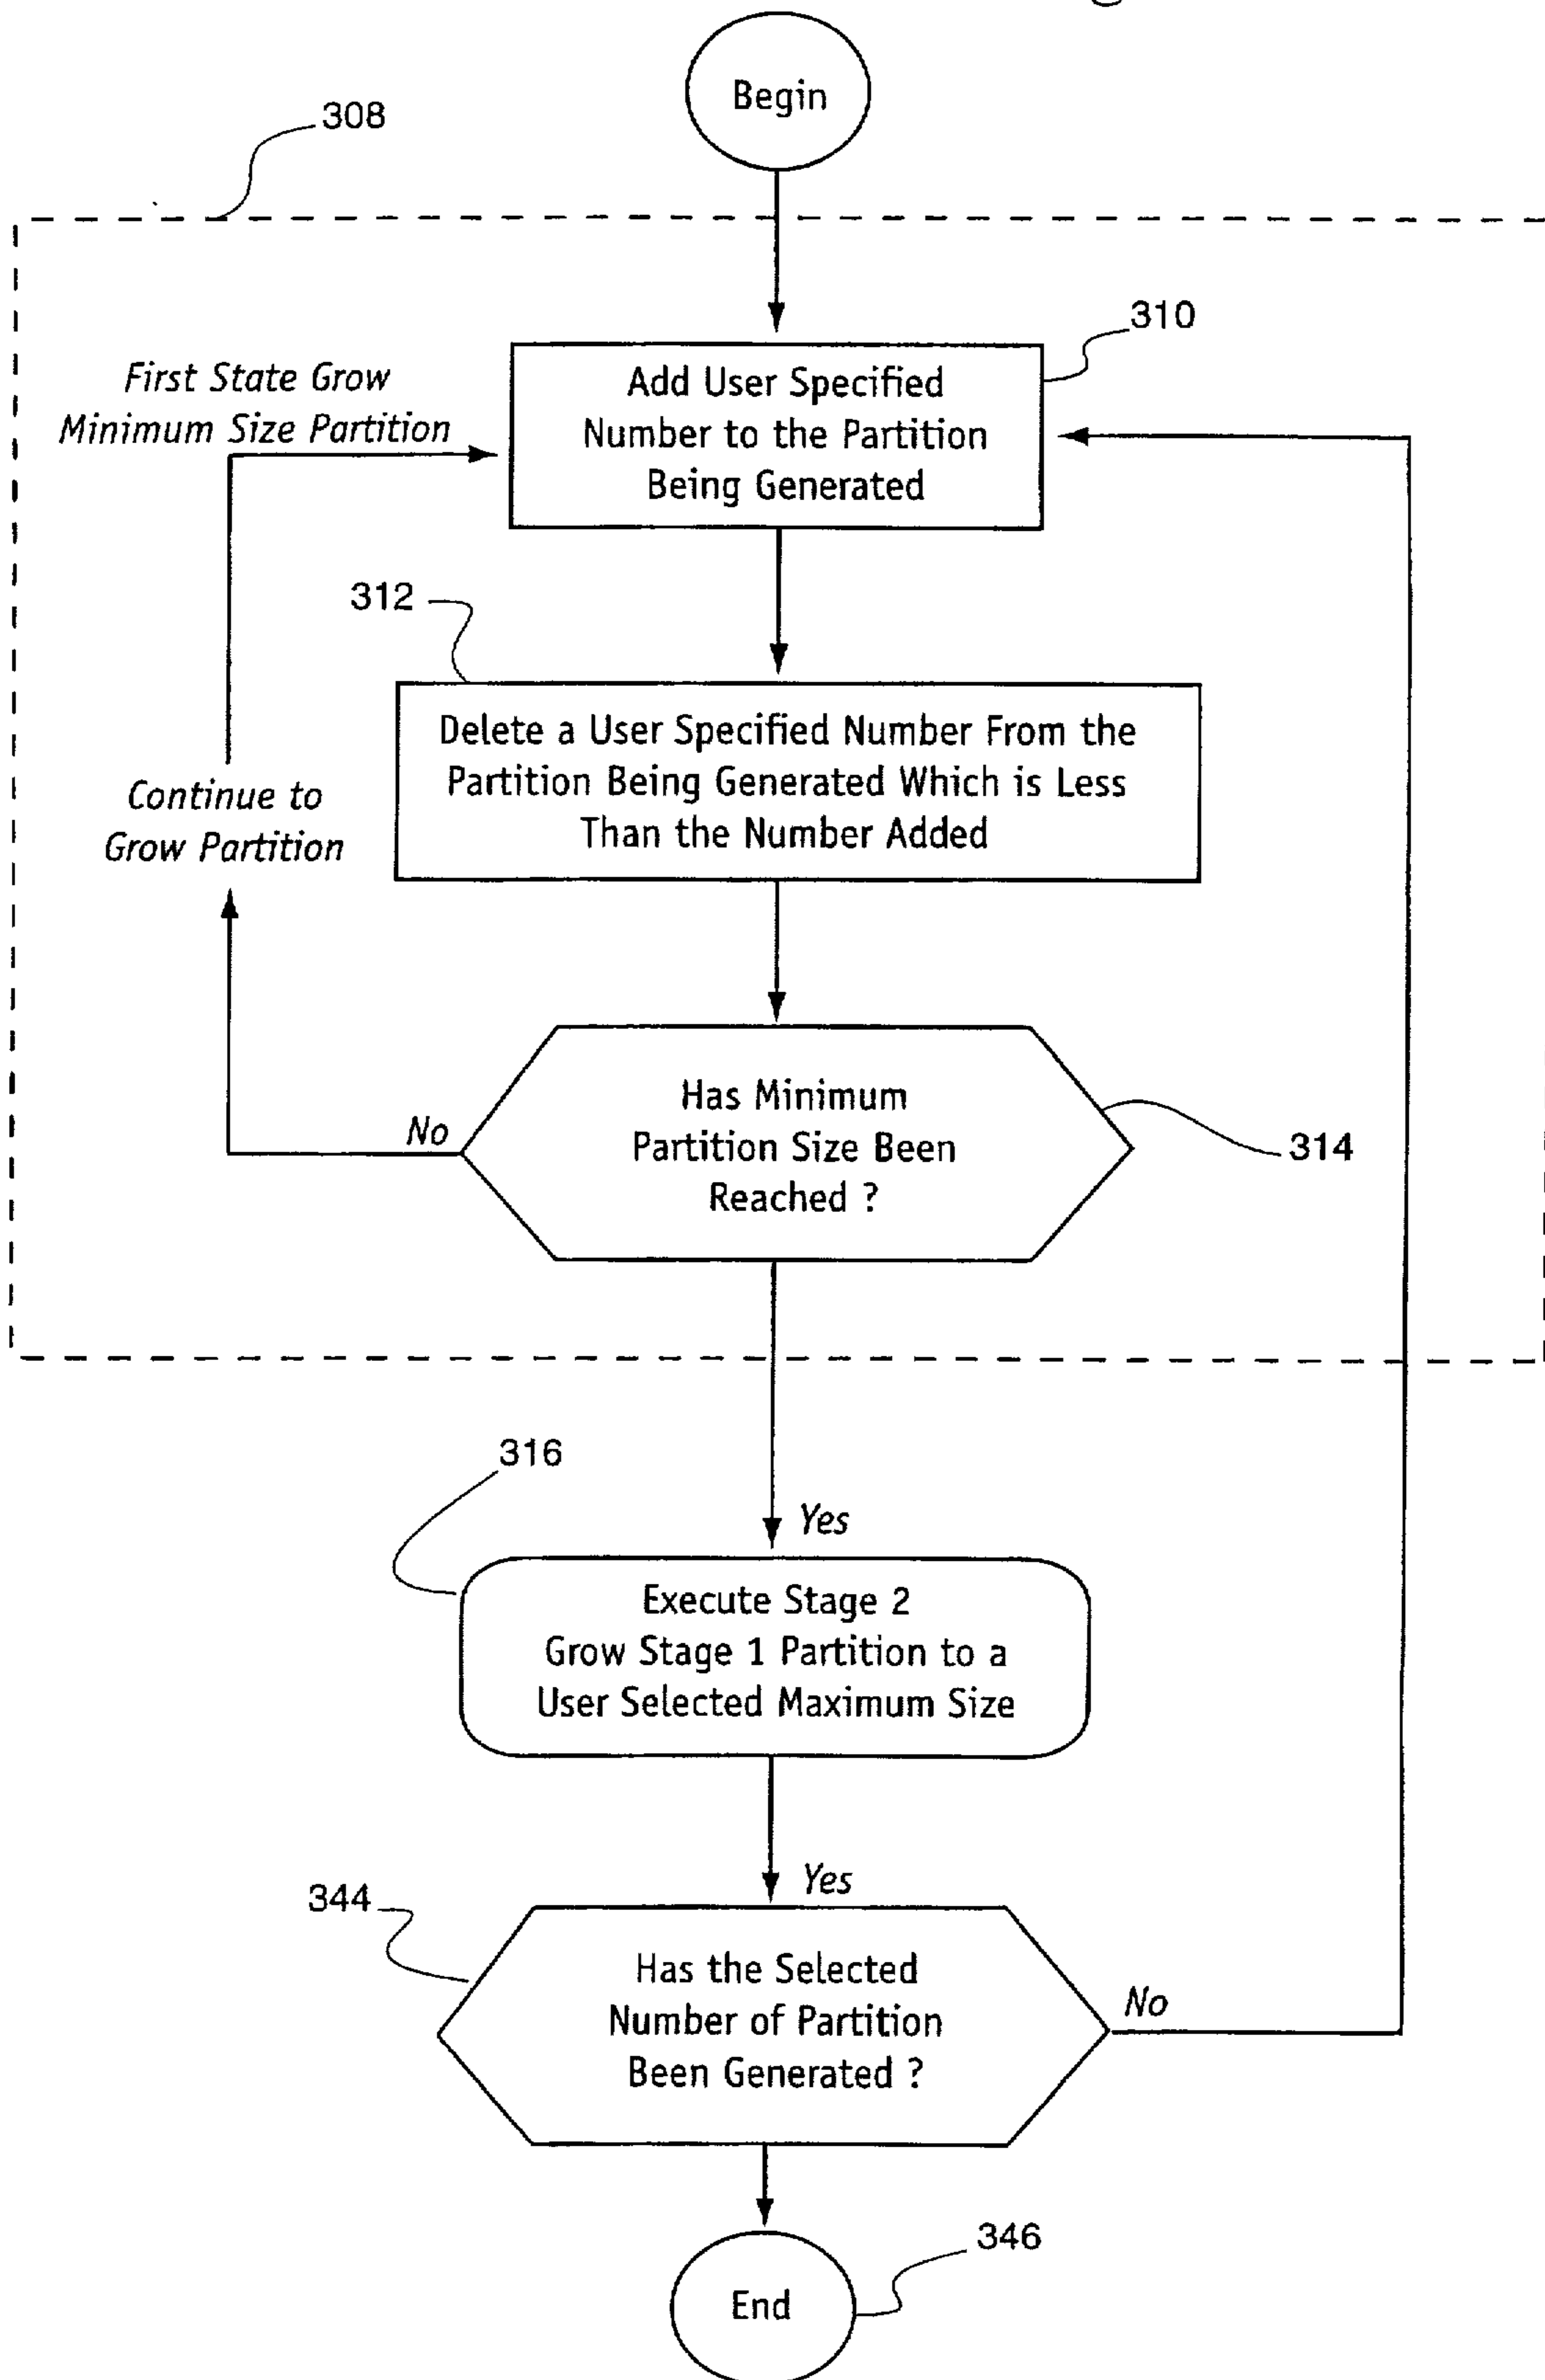 Begin
308
310
First State Grow
Minimum Size Partition
Add User Specified
Number to the Partition
Being Generated
312
Delete a User Specified Number From the
Partition Being Generated Which is Less
Than the Number Added
Continue to
Grow Partition
Has Minimum
Partition Size Been
Reached ?
No
314
316
Yes
Execute Stage 2
Grow Stage 1 Partition to a
User Selected Maximum Size
Yes
344
Has the Selected
Number of Partition
Been Generated ?
No
346
End